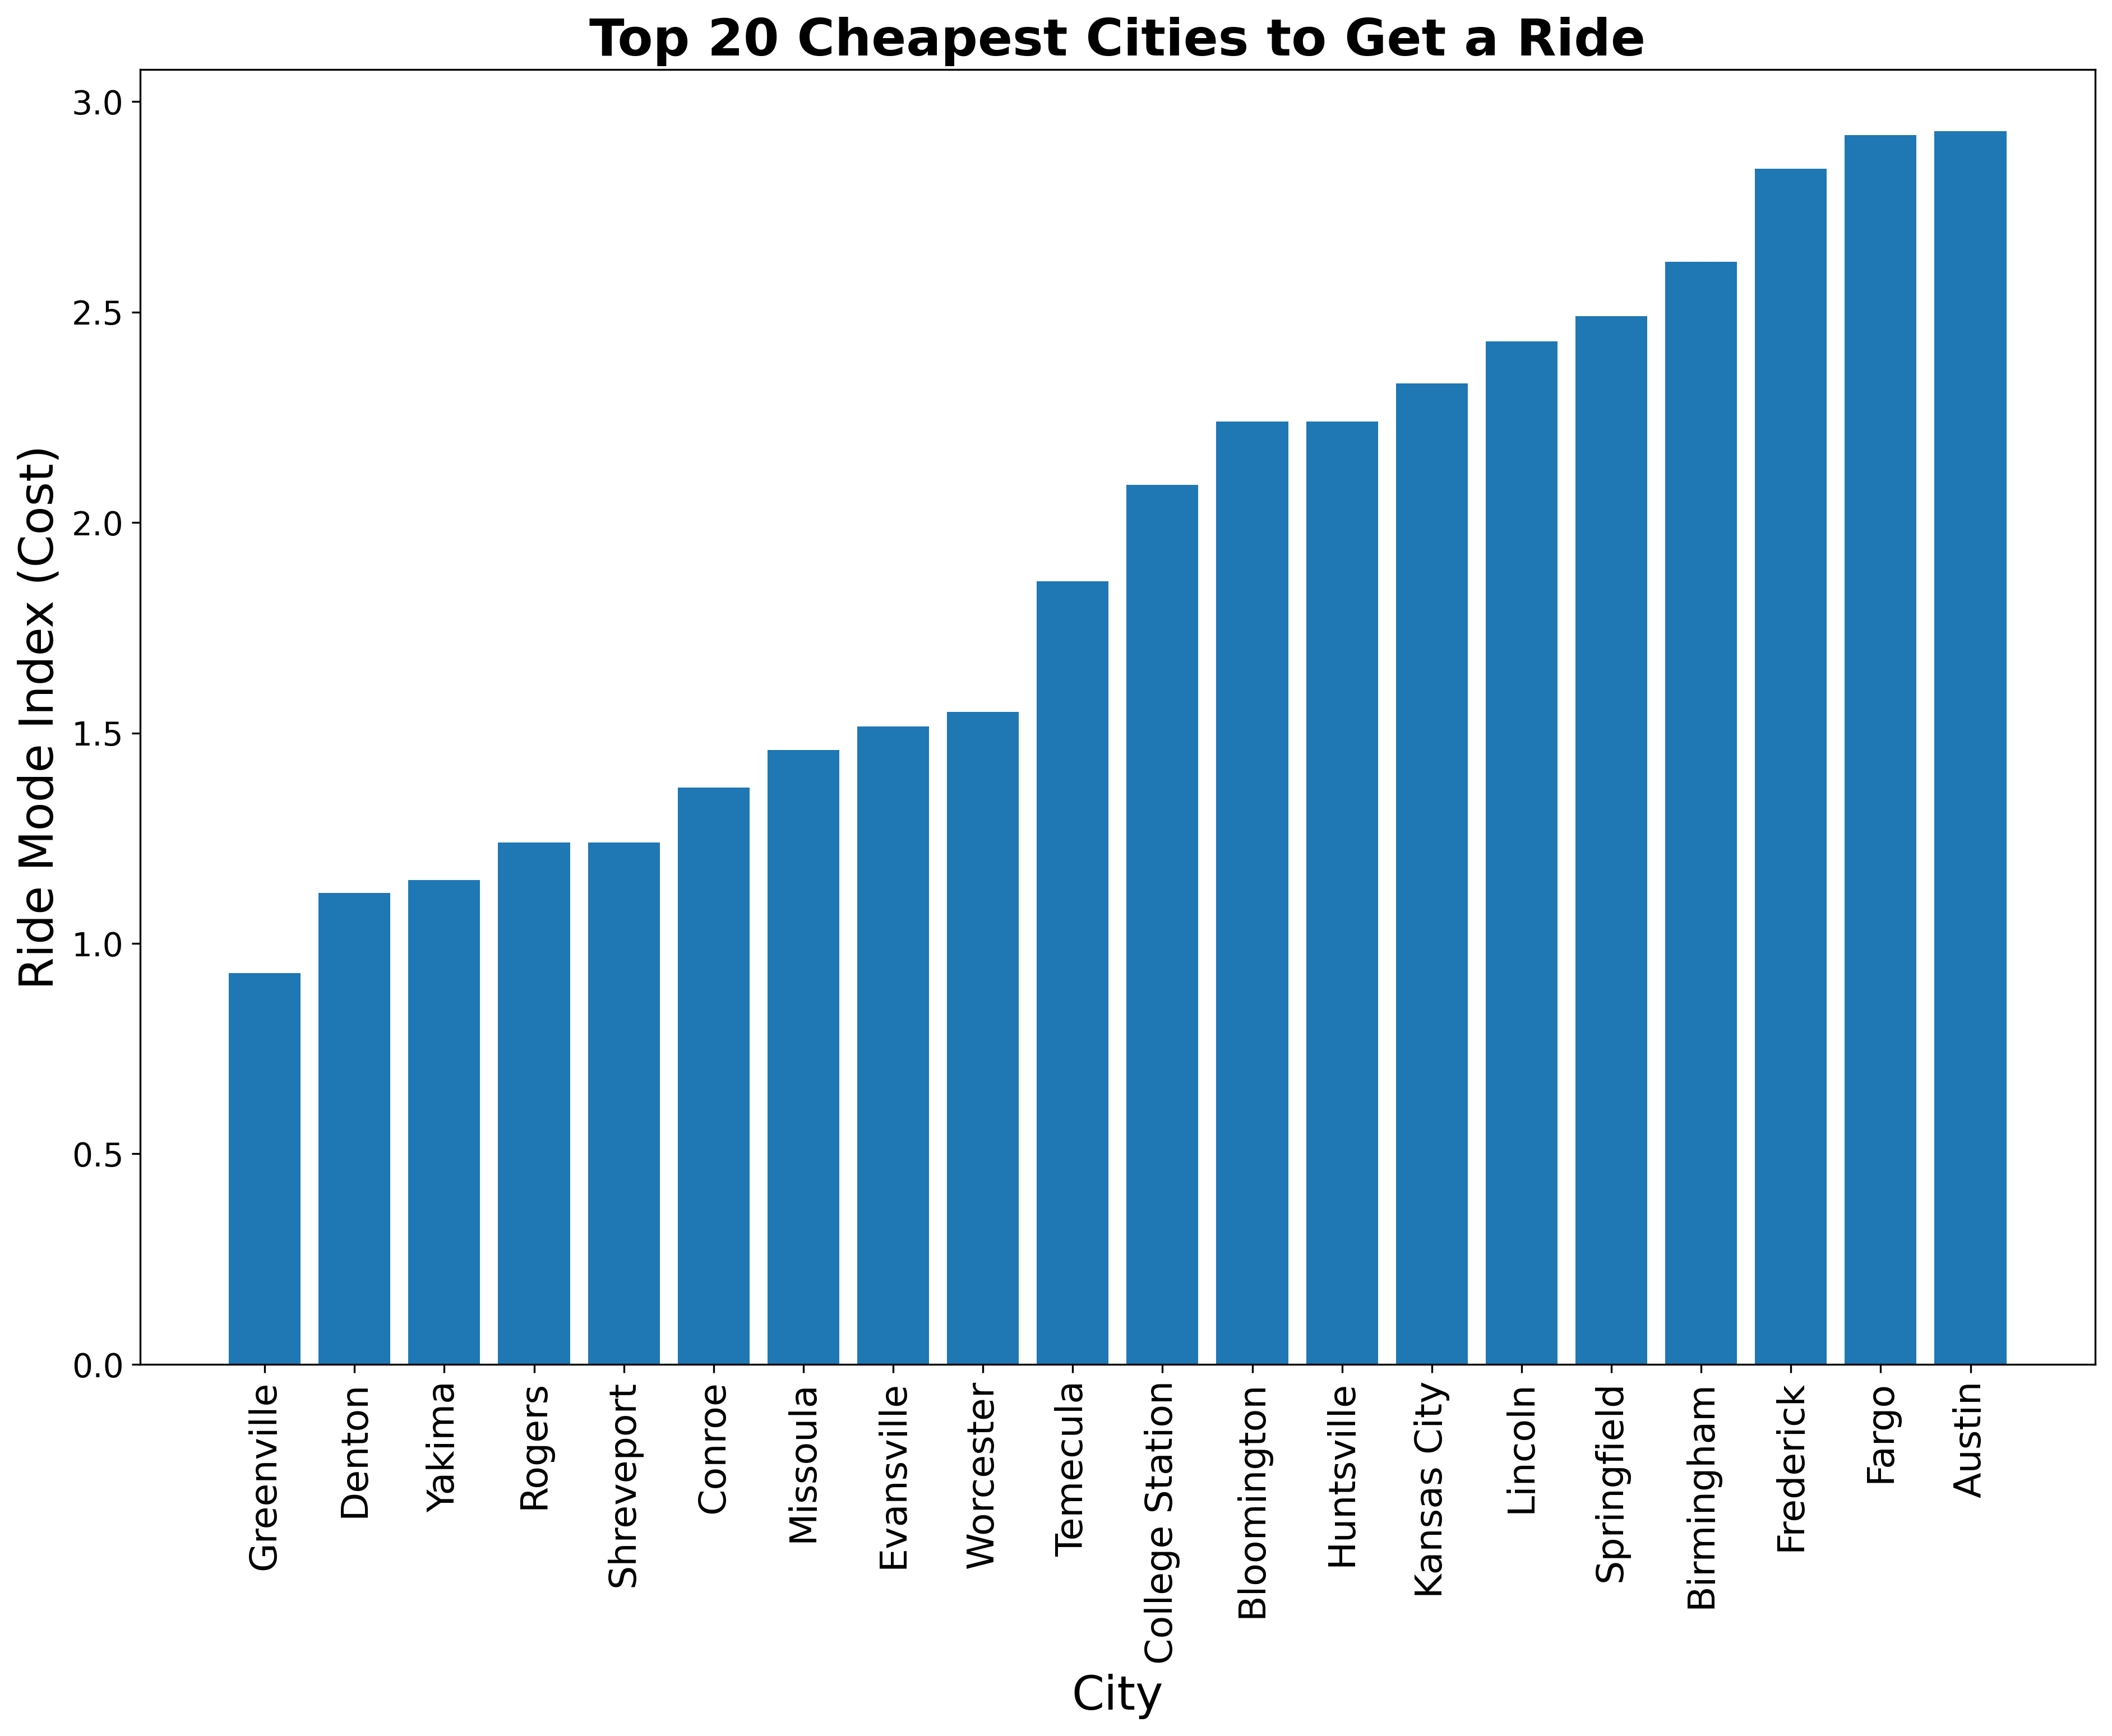 Top 20 Cheapest Cities to Get a Ride
Ride Mode Index (Cost)
3.0
2.5
2.0
1.5
1.0
0.5
0.0
Greenville
Denton
Yakima
Rogers
Shreveport
Conroe
Missoula
Evansville
Worcester
Temecula
College Station
Bloomington
Huntsville
Kansas City
Lincoln
Springfield
Birmingham
Frederick
Fargo
Austin
City